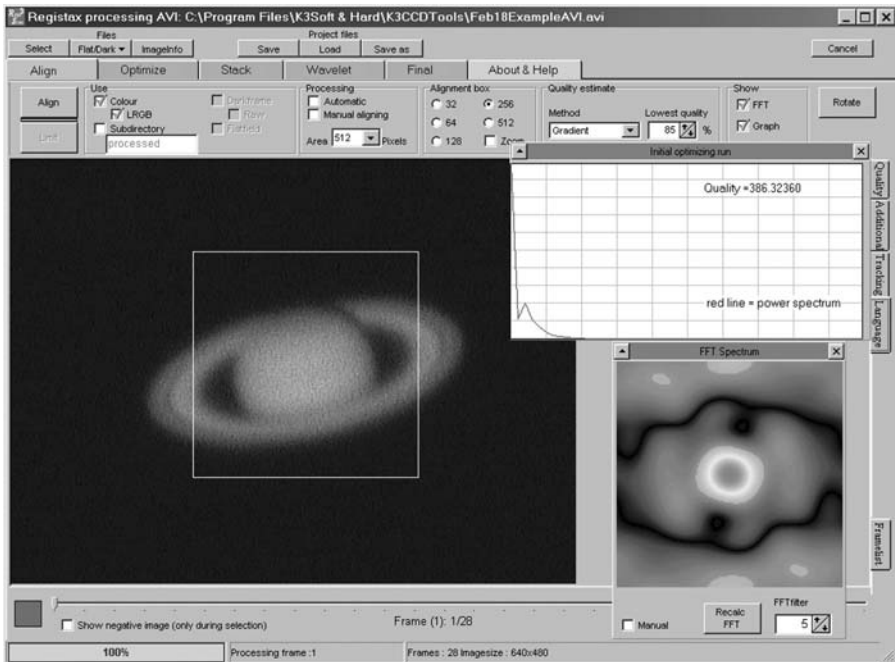 Registax processing AVI: C:\Program Files\K3Soft & Hard\K3CCDTools\Feb18ExampleAVI.avi
Files
Project files
Select Flat/Dark ImageInfo Save Load Save as Cancel
Align Optimize Stack Wavelet Final About & Help
Align
Limit
Use
Colour
LRGB
Subdirectory
processed
Darkframe
Raw
Flatfield
Processing
Automatic
Manual aligning
Area 512 Pixels
Alignment box
32 256
64 512
128 Zoom
Quality estimate
Method Lowest quality
Gradient 85 %
Show
FFT
Graph
Rotate
Initial optimizing run
Quality =386.32360
red line = power spectrum
Quality
Additional
Tracking
Language
FFT Spectrum
Framelist
Manual
Recalc
FFT
FFTfilter
5
Show negative image (only during selection)
Frame (1): 1/28
100% Processing frame :1 Frames : 28 Imagesize : 640x480